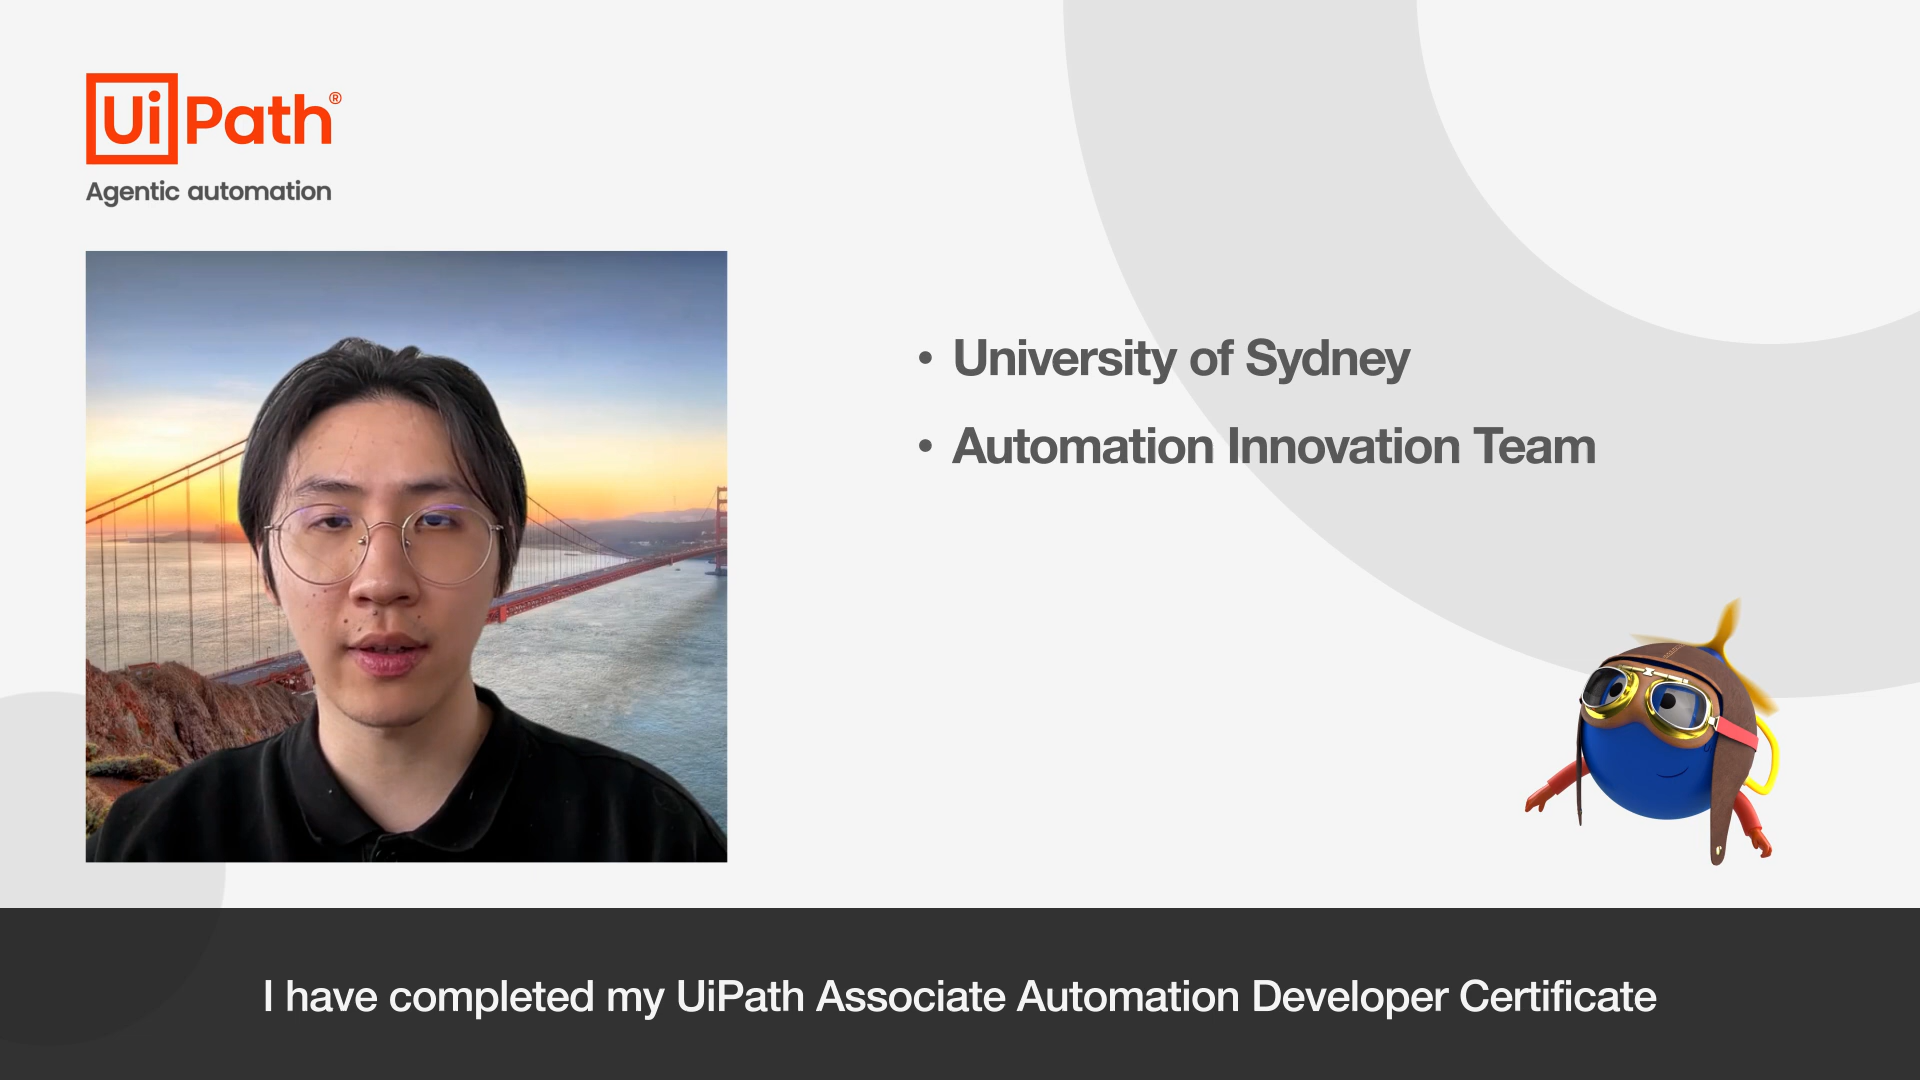 UiPath®
Agentic automation
• University of Sydney
• Automation Innovation Team
I have completed my UiPath Associate Automation Developer Certificate